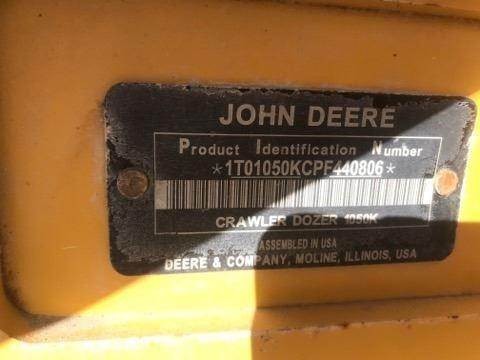 JOHN DEERE
Product Identification Number
*1T01050KCPF440806*
CRAWLER DOZER 1050K
ASSEMBLED IN USA
DEERE & COMPANY, MOLINE, ILLINOIS, USA